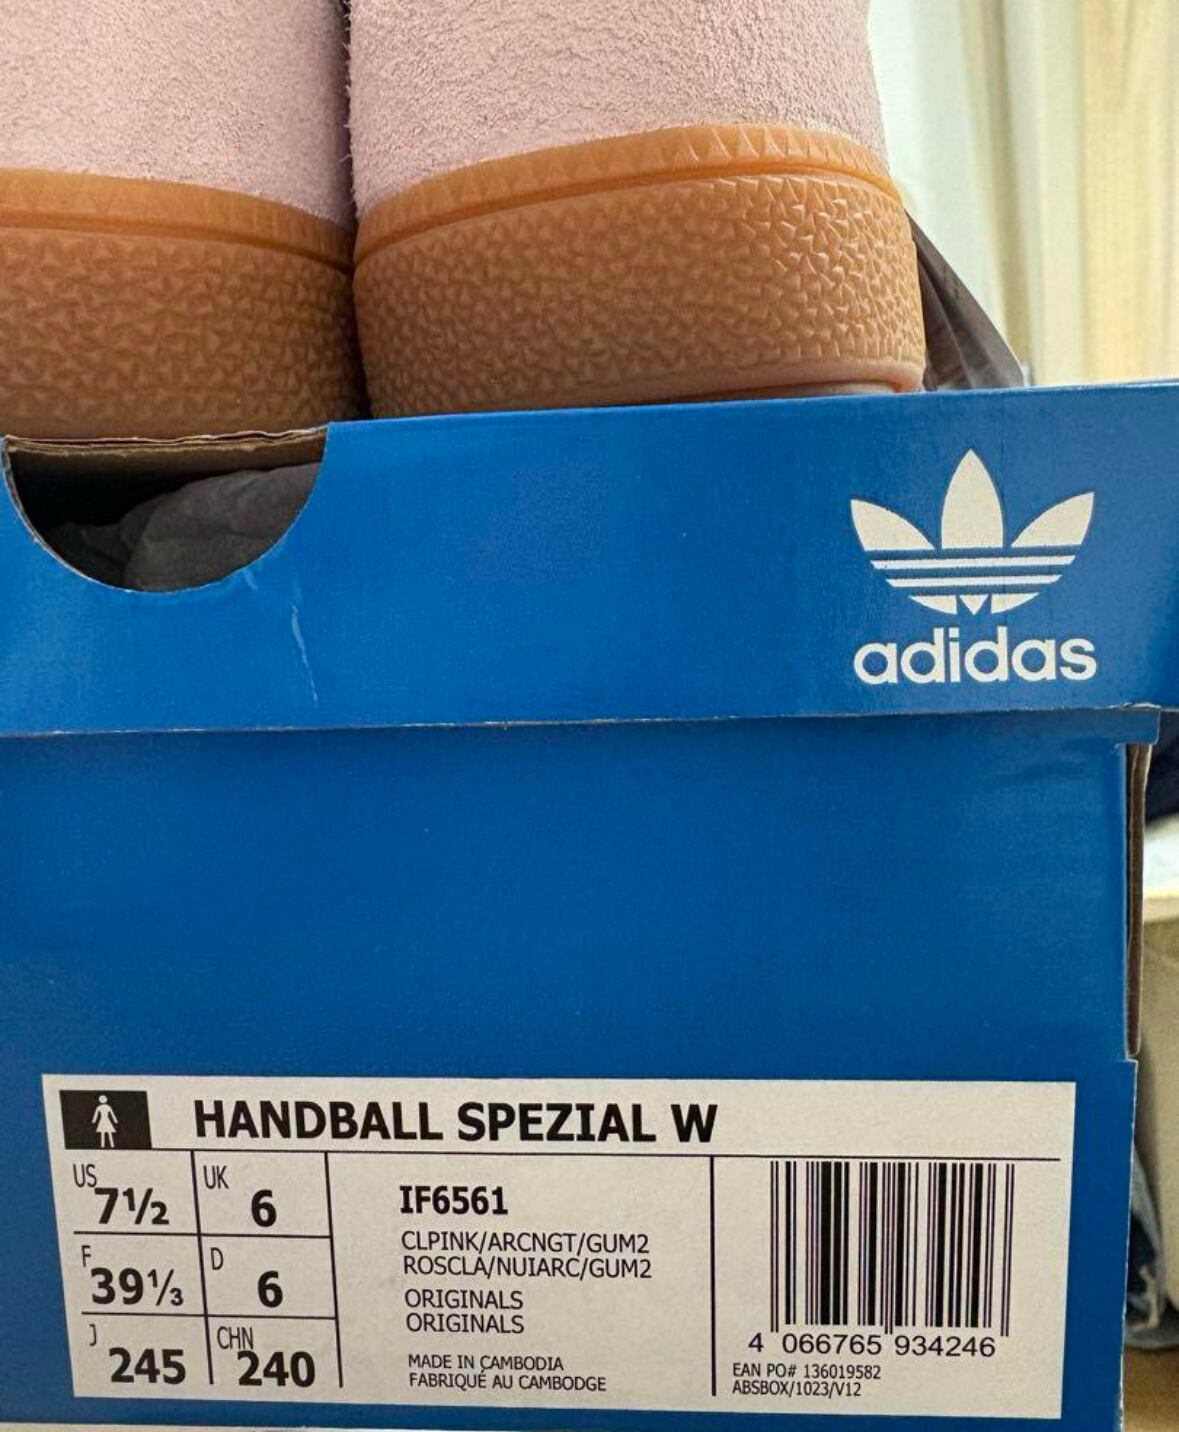 adidas
HANDBALL SPEZIAL W
US 7½
UK 6
F 39⅓
D 6
J 245
CHN 240
IF6561
CLPINK/ARCNGT/GUM2
ROSCLA/NUIARC/GUM2
ORIGINALS
ORIGINALS
MADE IN CAMBODIA
FABRIQUÉ AU CAMBODGE
4 066765 934246
EAN PO# 136019582
ABSBOX/1023/V12